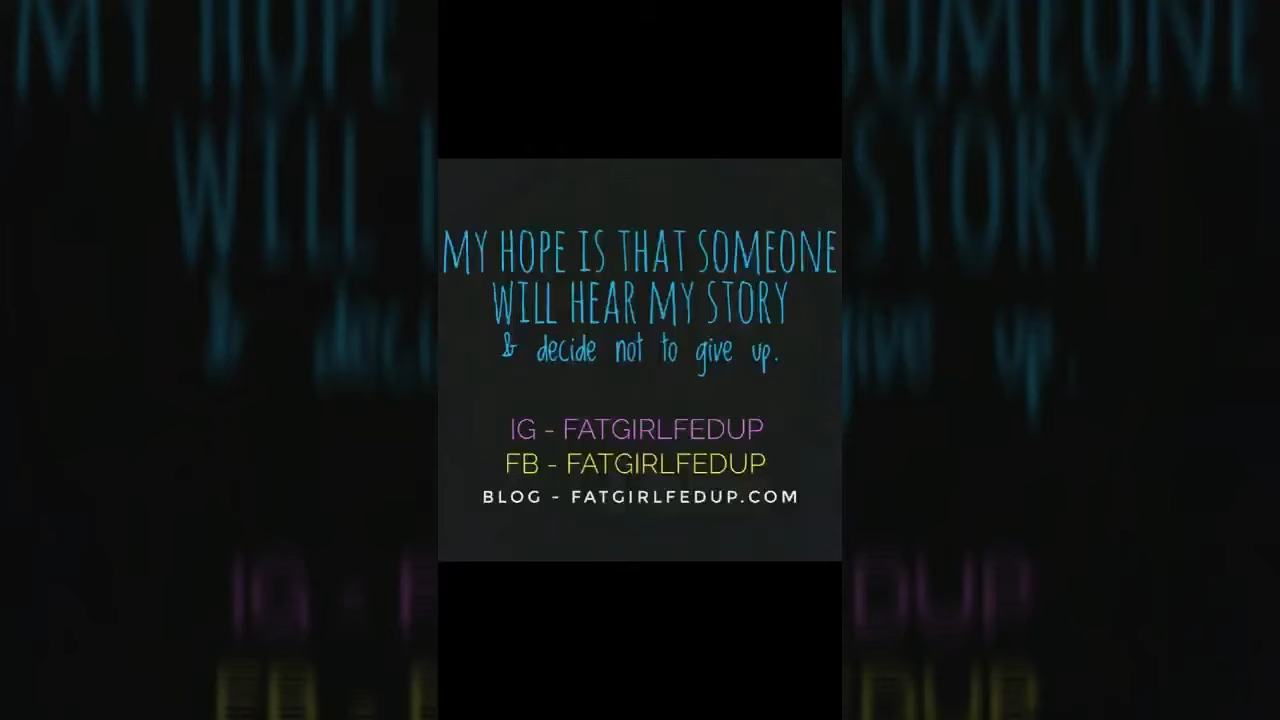 MY HOPE IS THAT SOMEONE
WILL HEAR MY STORY
& decide not to give up.
IG - FATGIRLFEDUP
FB - FATGIRLFEDUP
BLOG - FATGIRLFEDUP.COM